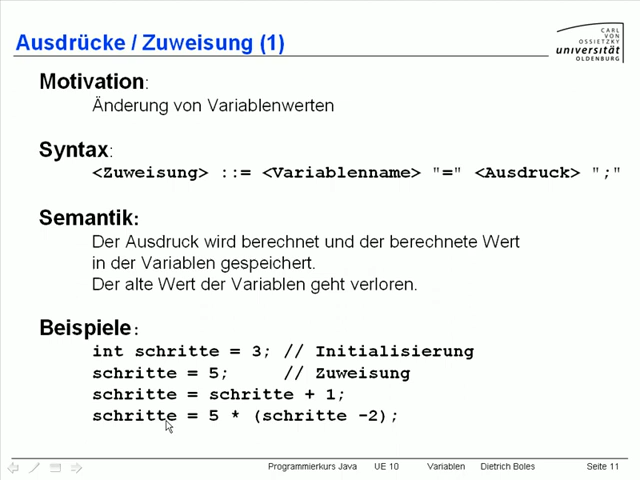 Ausdrücke / Zuweisung (1)
CARL
VON
OSSIETZKY
universität
OLDENBURG
Motivation:
Änderung von Variablenwerten
Syntax:
<Zuweisung> ::= <Variablenname> "=" <Ausdruck> ";"
Semantik:
Der Ausdruck wird berechnet und der berechnete Wert
in der Variablen gespeichert.
Der alte Wert der Variablen geht verloren.
Beispiele:
int schritte = 3; // Initialisierung
schritte = 5; // Zuweisung
schritte = schritte + 1;
schritte = 5 * (schritte -2);
Programmierkurs Java UE 10 Variablen Dietrich Boles Seite 11